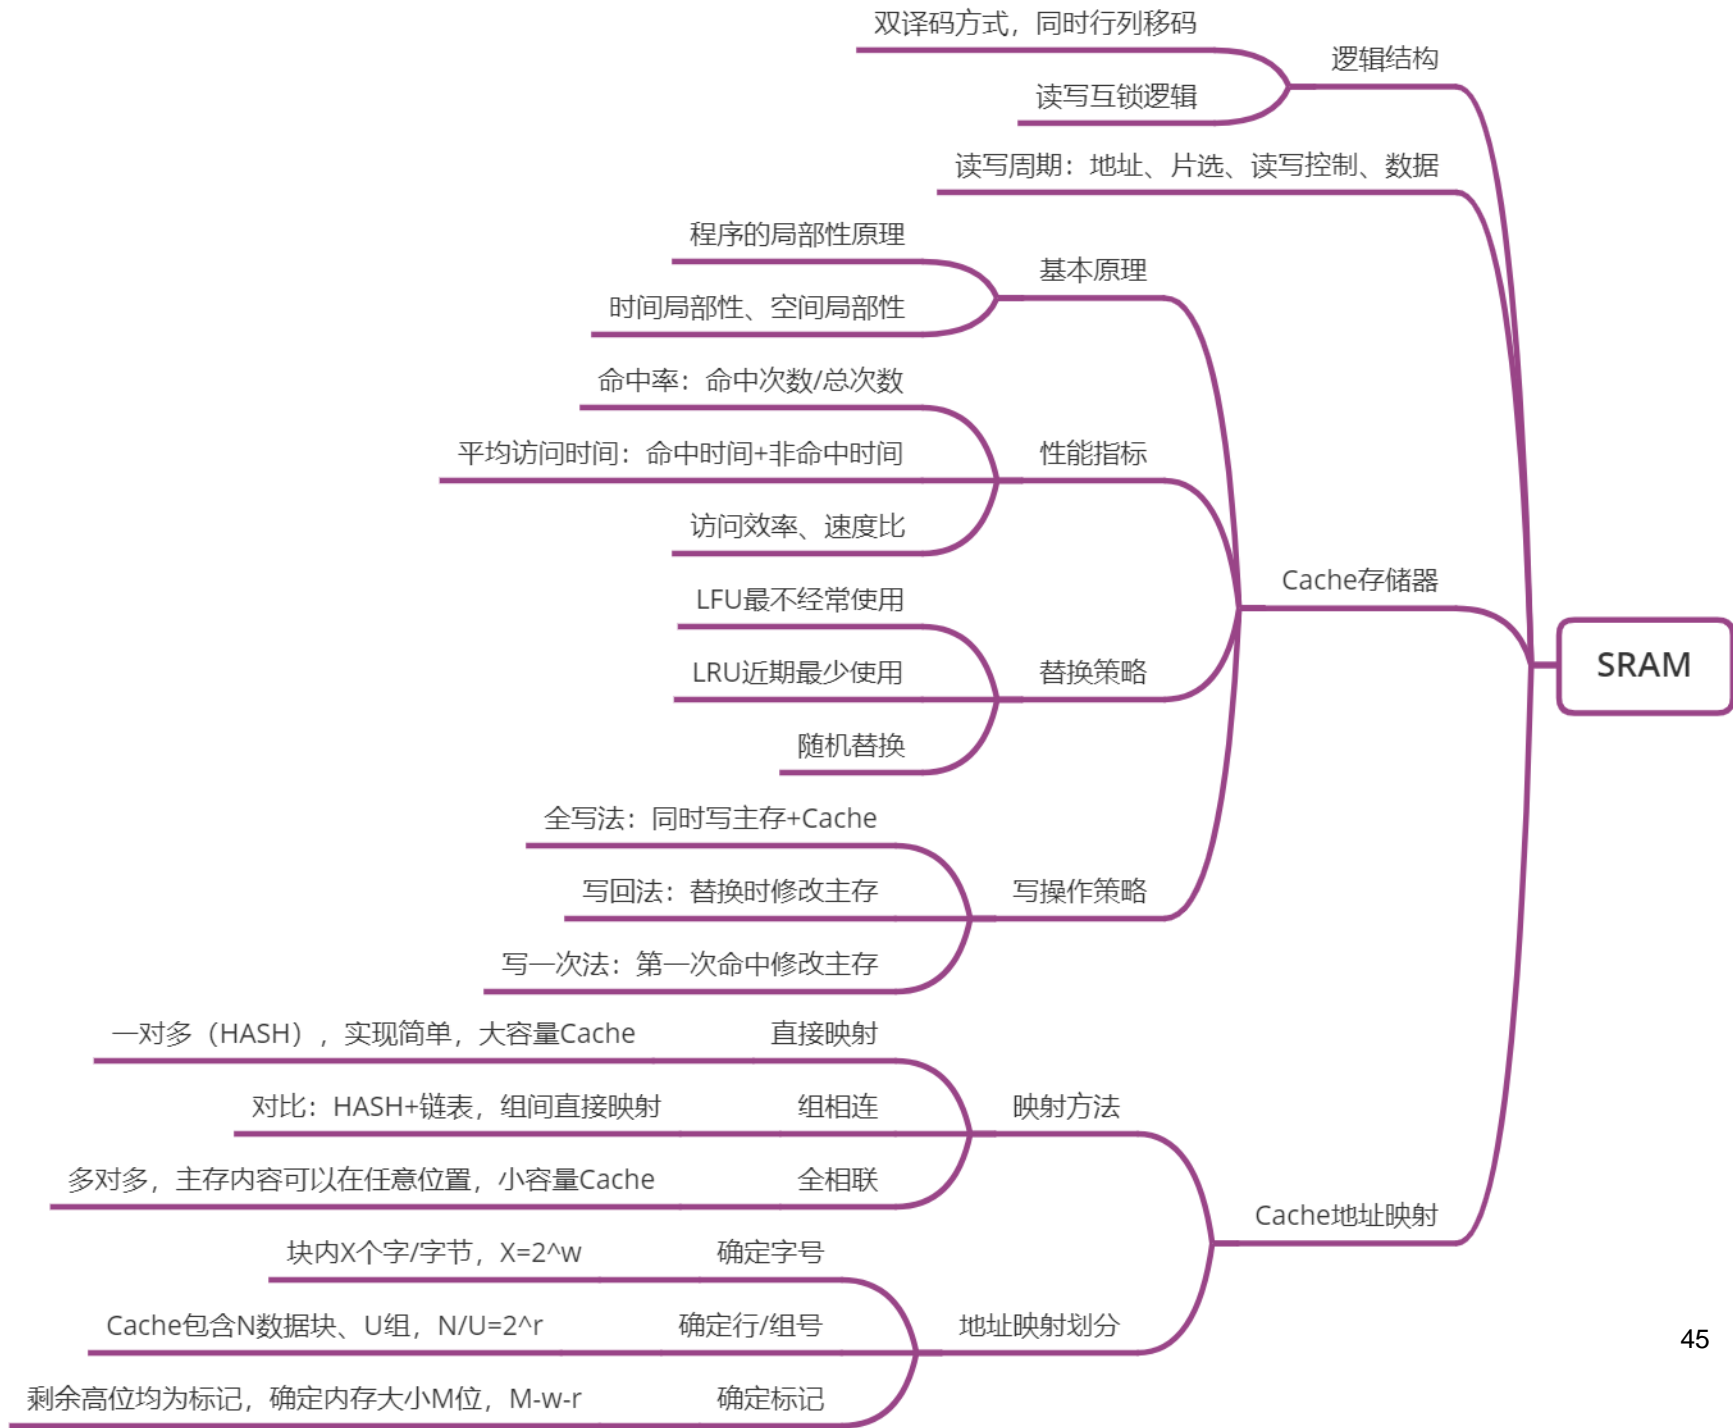 双译码方式，同时行列移码
逻辑结构
读写互锁逻辑
读写周期：地址、片选、读写控制、数据
程序的局部性原理
基本原理
时间局部性、空间局部性
命中率：命中次数/总次数
平均访问时间：命中时间+非命中时间
性能指标
访问效率、速度比
Cache存储器
LFU最不经常使用
SRAM
LRU近期最少使用
替换策略
随机替换
全写法：同时写主存+Cache
写回法：替换时修改主存
写操作策略
写一次法：第一次命中修改主存
一对多（HASH），实现简单，大容量Cache
直接映射
对比：HASH+链表，组间直接映射
组相连
映射方法
多对多，主存内容可以在任意位置，小容量Cache
全相联
Cache地址映射
块内X个字/字节，X=2^w
确定字号
Cache包含N数据块、U组，N/U=2^r
确定行/组号
地址映射划分
45
剩余高位均为标记，确定内存大小M位，M-w-r
确定标记